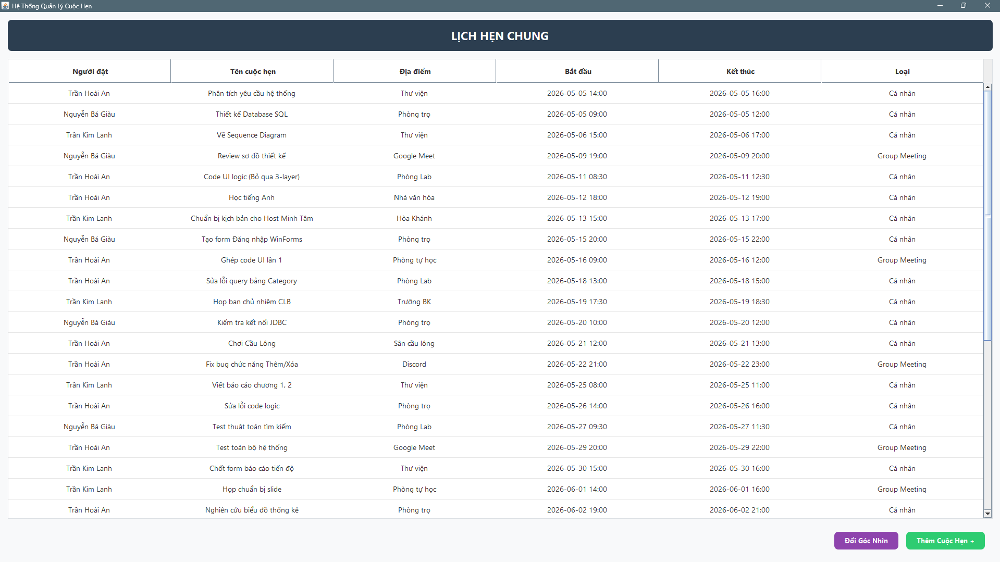 Hệ Thống Quản Lý Cuộc Hẹn
LỊCH HẸN CHUNG
Người đặt Tên cuộc hẹn Địa điểm Bắt đầu Kết thúc Loại
Trần Hoài An Phân tích yêu cầu hệ thống Thư viện 2026-05-05 14:00 2026-05-05 16:00 Cá nhân
Nguyễn Bá Giàu Thiết kế Database SQL Phòng trọ 2026-05-05 09:00 2026-05-05 12:00 Cá nhân
Trần Kim Lanh Vẽ Sequence Diagram Thư viện 2026-05-06 15:00 2026-05-06 17:00 Cá nhân
Nguyễn Bá Giàu Review sơ đồ thiết kế Google Meet 2026-05-09 19:00 2026-05-09 20:00 Group Meeting
Trần Hoài An Code UI logic (Bỏ qua 3-layer) Phòng Lab 2026-05-11 08:30 2026-05-11 12:30 Cá nhân
Trần Hoài An Học tiếng Anh Nhà văn hóa 2026-05-12 18:00 2026-05-12 19:00 Cá nhân
Trần Kim Lanh Chuẩn bị kịch bản cho Host Minh Tâm Hòa Khánh 2026-05-13 15:00 2026-05-13 17:00 Cá nhân
Nguyễn Bá Giàu Tạo form Đăng nhập WinForms Phòng trọ 2026-05-15 20:00 2026-05-15 22:00 Cá nhân
Trần Hoài An Ghép code UI lần 1 Phòng tự học 2026-05-16 09:00 2026-05-16 12:00 Group Meeting
Trần Hoài An Sửa lỗi query bảng Category Phòng Lab 2026-05-18 13:00 2026-05-18 15:00 Cá nhân
Trần Kim Lanh Họp ban chủ nhiệm CLB Trường BK 2026-05-19 17:30 2026-05-19 18:30 Cá nhân
Nguyễn Bá Giàu Kiểm tra kết nối JDBC Phòng trọ 2026-05-20 10:00 2026-05-20 12:00 Cá nhân
Trần Hoài An Chơi Cầu Lông Sân cầu lông 2026-05-21 12:00 2026-05-21 13:00 Cá nhân
Trần Hoài An Fix bug chức năng Thêm/Xóa Discord 2026-05-22 21:00 2026-05-22 23:00 Group Meeting
Trần Kim Lanh Viết báo cáo chương 1, 2 Thư viện 2026-05-25 08:00 2026-05-25 11:00 Cá nhân
Trần Hoài An Sửa lỗi code logic Phòng trọ 2026-05-26 14:00 2026-05-26 16:00 Cá nhân
Nguyễn Bá Giàu Test thuật toán tìm kiếm Phòng Lab 2026-05-27 09:30 2026-05-27 11:30 Cá nhân
Trần Hoài An Test toàn bộ hệ thống Google Meet 2026-05-29 20:00 2026-05-29 22:00 Group Meeting
Trần Kim Lanh Chốt form báo cáo tiến độ Thư viện 2026-05-30 15:00 2026-05-30 16:00 Cá nhân
Trần Kim Lanh Họp chuẩn bị slide Phòng tự học 2026-06-01 14:00 2026-06-01 16:00 Group Meeting
Trần Hoài An Nghiên cứu biểu đồ thống kê Phòng trọ 2026-06-02 19:00 2026-06-02 21:00 Cá nhân
Đổi Góc Nhìn Thêm Cuộc Hẹn +